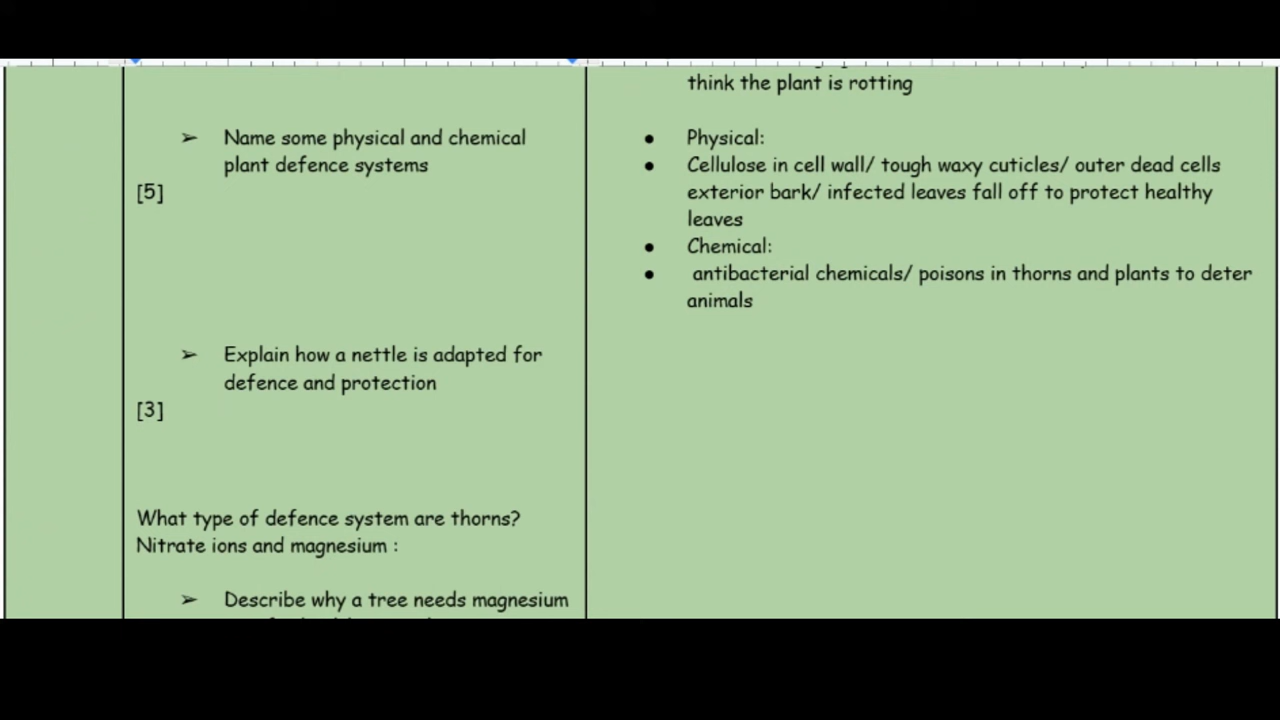 think the plant is rotting
➢ Name some physical and chemical
plant defence systems
[5]
● Physical:
● Cellulose in cell wall/ tough waxy cuticles/ outer dead cells
exterior bark/ infected leaves fall off to protect healthy
leaves
● Chemical:
● antibacterial chemicals/ poisons in thorns and plants to deter
animals
➢ Explain how a nettle is adapted for
defence and protection
[3]
What type of defence system are thorns?
Nitrate ions and magnesium :
➢ Describe why a tree needs magnesium